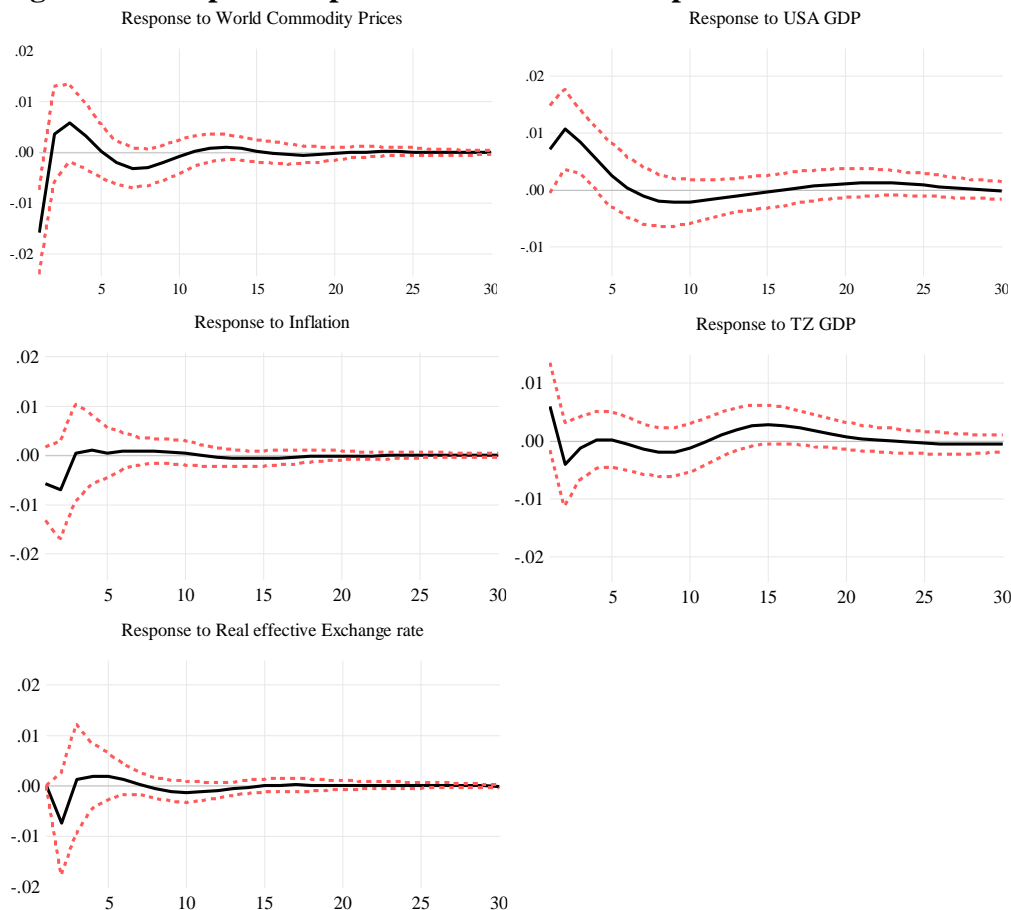 Response to World Commodity Prices
.02
.01
.00
-.01
-.02
5 10 15 20 25 30
Response to USA GDP
.02
.01
.00
-.01
5 10 15 20 25 30
Response to Inflation
.02
.01
.00
-.01
-.02
5 10 15 20 25 30
Response to TZ GDP
.01
.00
-.01
-.02
5 10 15 20 25 30
Response to Real effective Exchange rate
.02
.01
.00
-.01
-.02
5 10 15 20 25 30